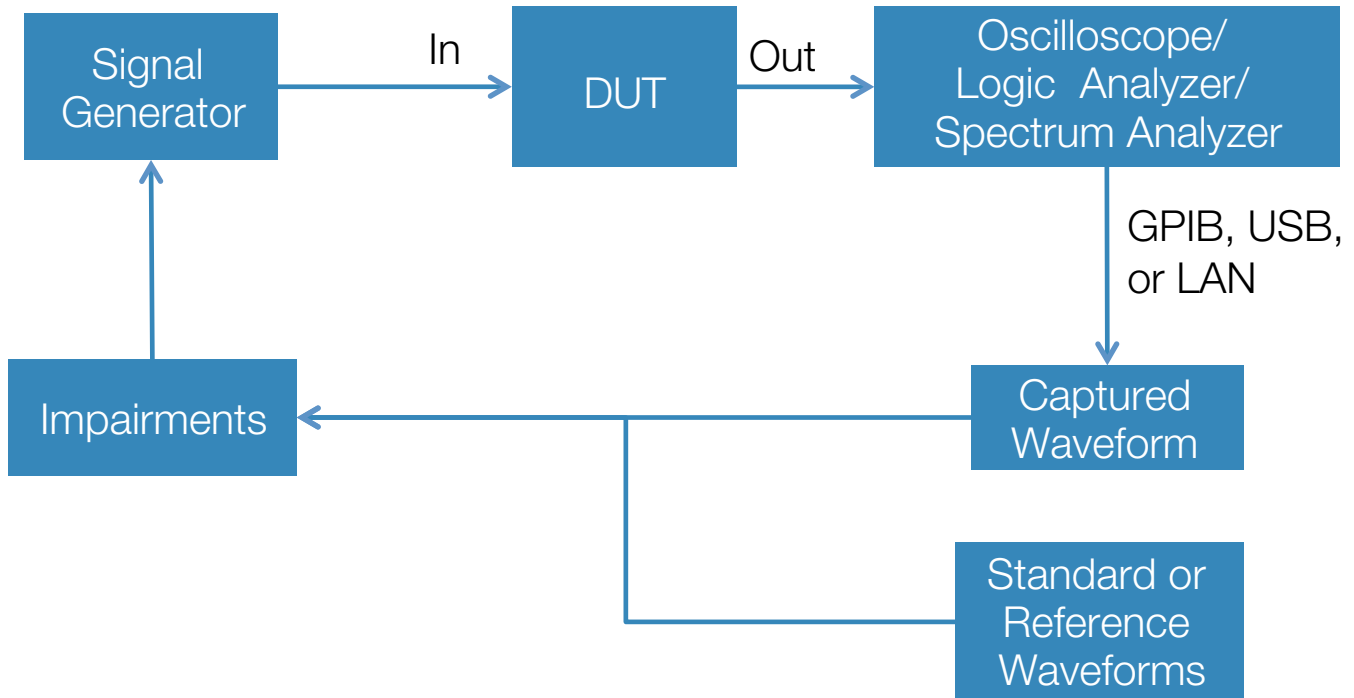 Signal
Generator
In
DUT
Out
Oscilloscope/
Logic Analyzer/
Spectrum Analyzer
GPIB, USB,
or LAN
Impairments
Captured
Waveform
Standard or
Reference
Waveforms